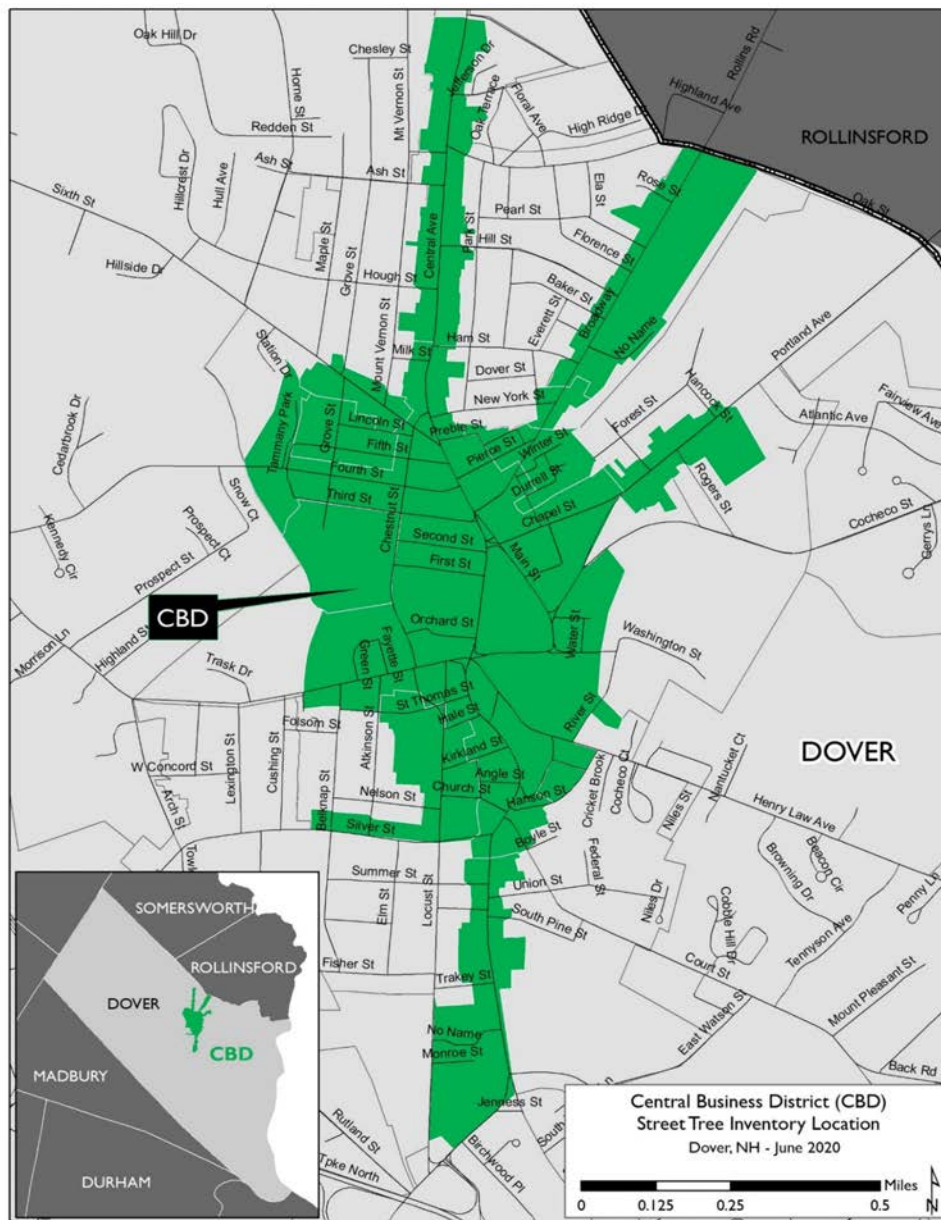 Oak Hill Dr
Chesley St
Jefferson Dr
Rollins Rd
Horne St
Mt Vernon St
Oak Terrace
Floral Ave
Highland Ave
Redden St
High Ridge D
ROLLINSFORD
Hillcrest Dr
Hull Ave
Ash St
Ash St
Rose St
Oak St
Sixth St
Ela St
Maple St
Grove St
Central Ave
Park St
Pearl St
Hill St
Florence St
Hillside Dr
Hough St
Baker St
Everett St
Broadway
No Name
Portland Ave
Station Dr
Mount Vernon St
Milk St
Ham St
Dover St
New York St
Hancock St
Forest St
Atlantic Ave
Fairview Ave
Cedarbrook Dr
Tammany Park
Grove St
Lincoln St
Preble St
Pierce St
Winter St
Fifth St
Fourth St
Durrell St
Rogers St
Snow Ct
Third St
Chestnut St
Chapel St
Cocheco St
Gerrys Ln
Kennedy Cir
Prospect Ct
Second St
Main St
First St
Prospect St
CBD
Orchard St
Water St
Washington St
Morrison Ln
Highland S
Trask Dr
Green St
Fayette St
St Thomas St
River St
Folsom St
Atkinson St
Hale St
DOVER
W Concord St
Lexington St
Cushing St
Kirkland St
Angle St
Church St
Hanson St
Cricket Brook
Cocheco Ct
Niles St
Nantucket Ct
Arch St
Belknap St
Nelson St
Silver St
Henry Law Ave
Boyle St
Federal St
Browning Dr
Beacon Cir
Summer St
Union St
Elm St
Locust St
South Pine St
Niles Dr
Cobble Hill Dr
Tennyson Ave
Penny Ln
Fisher St
Trakey St
Court St
Mount Pleasant St
East Watson St
No Name
Monroe St
Back Rd
Jenness St
Rutland St
Tpke North
Birchwood Pl
South
Ln
SOMERSWORTH
ROLLINSFORD
DOVER
CBD
MADBURY
DURHAM
Central Business District (CBD)
Street Tree Inventory Location
Dover, NH - June 2020
Miles
0 0.125 0.25 0.5
N